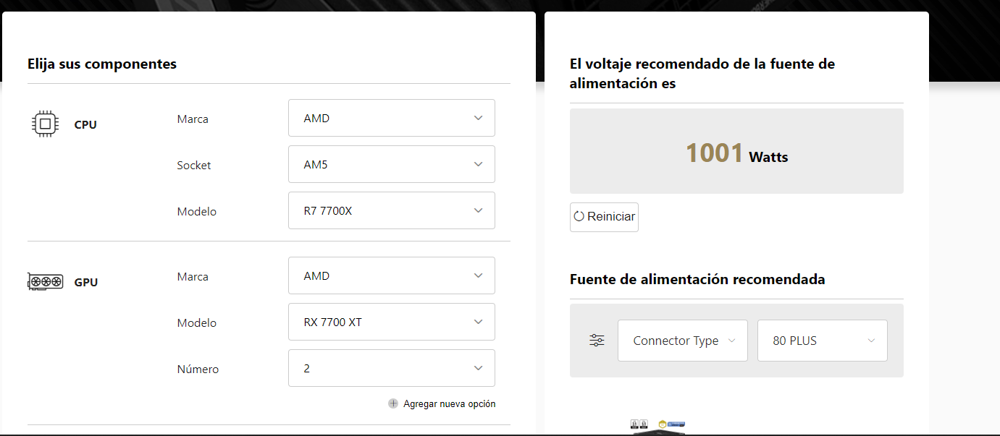 Elija sus componentes
CPU
Marca
AMD
Socket
AM5
Modelo
R7 7700X
GPU
Marca
AMD
Modelo
RX 7700 XT
Número
2
Agregar nueva opción
El voltaje recomendado de la fuente de
alimentación es
1001 Watts
Reiniciar
Fuente de alimentación recomendada
Connector Type
80 PLUS